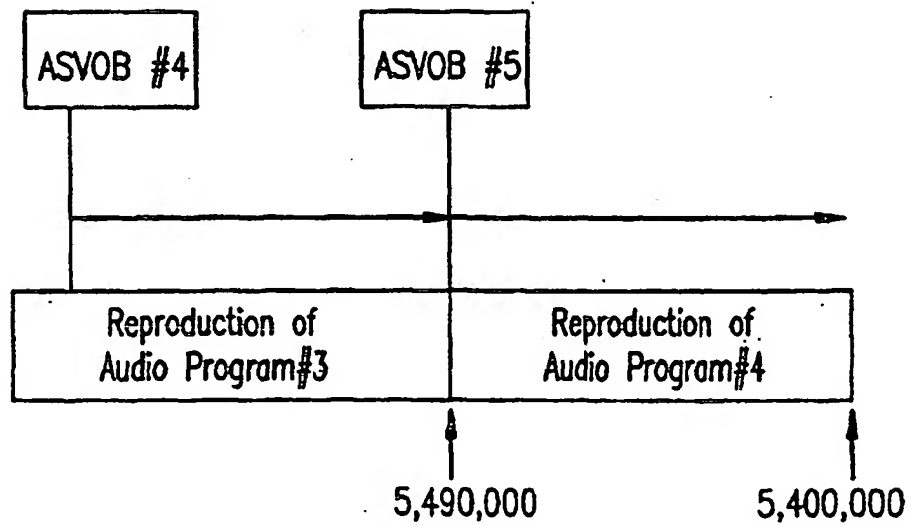 ASVOB #4
ASVOB #5
Reproduction of
Audio Program#3
Reproduction of
Audio Program#4
5,490,000
5,400,000